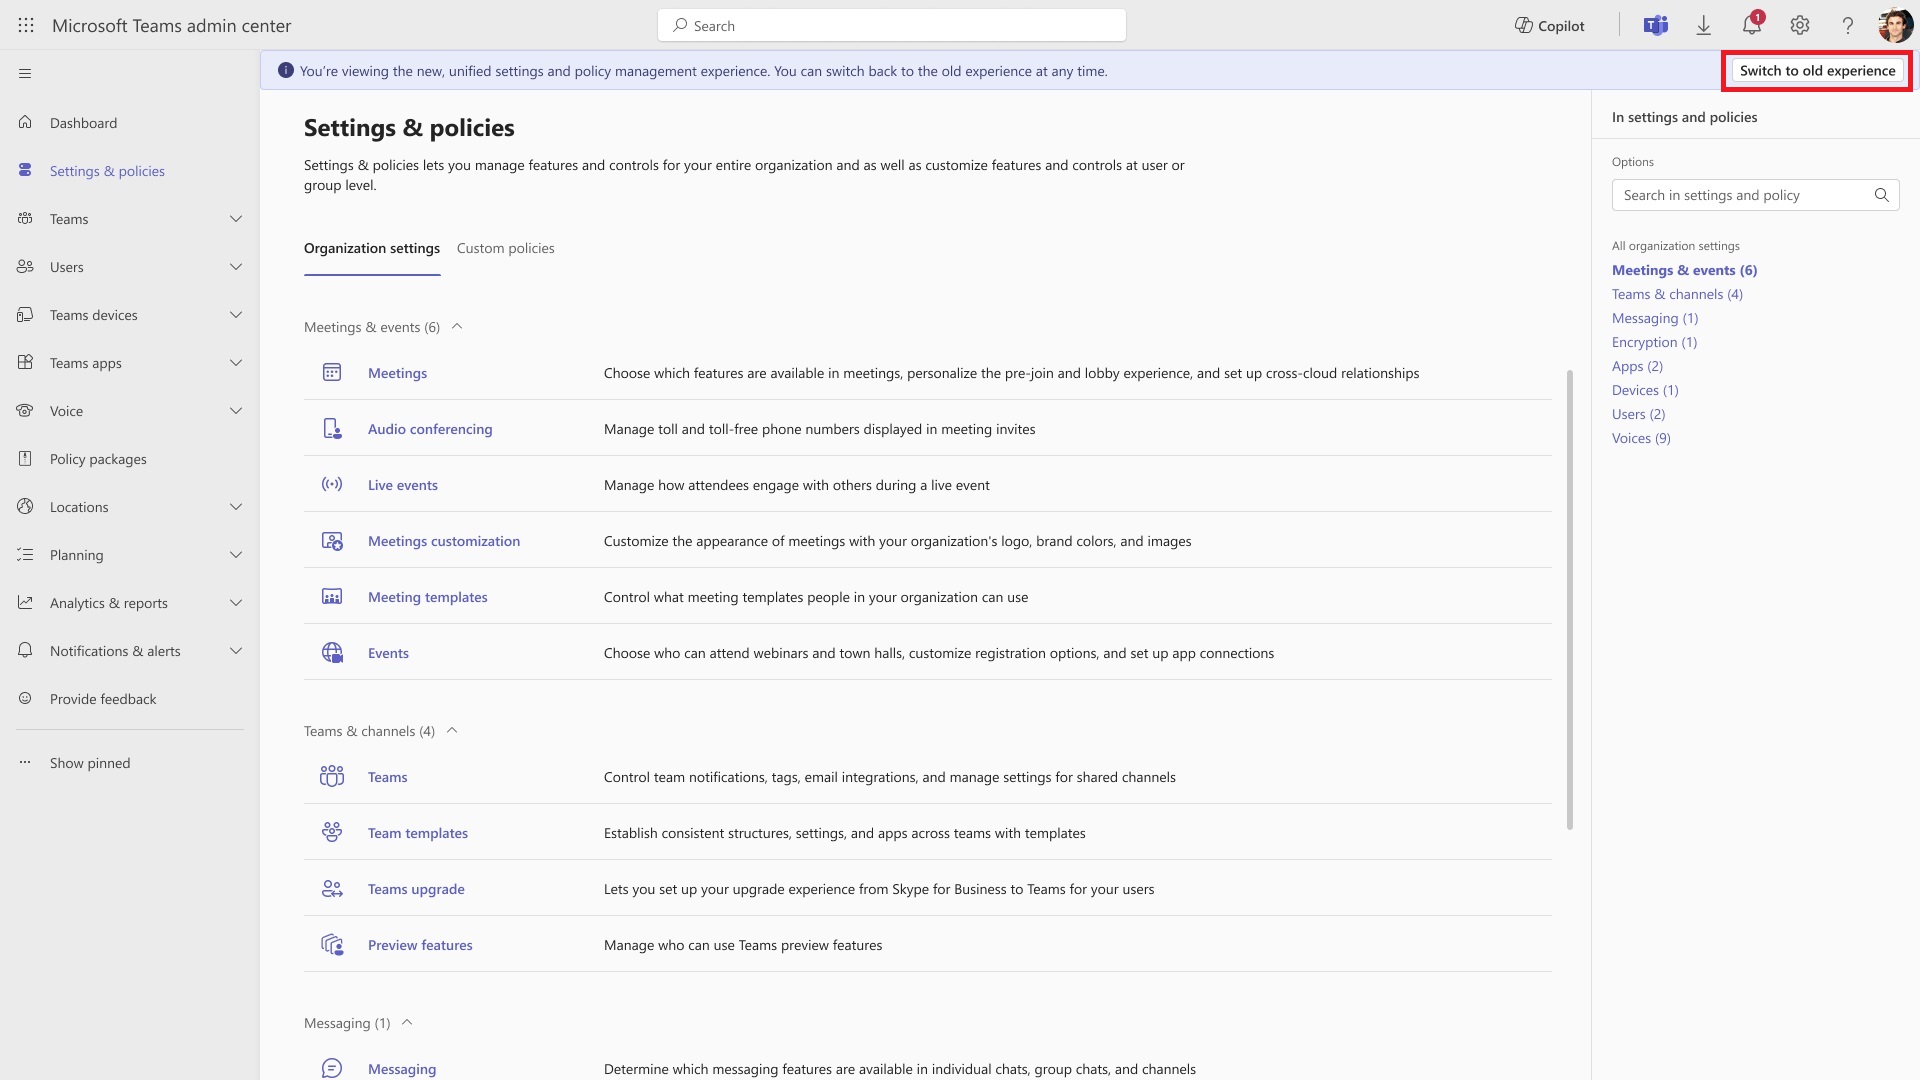 Microsoft Teams admin center
Search
Copilot
1
You're viewing the new, unified settings and policy management experience. You can switch back to the old experience at any time.
Switch to old experience
Dashboard
Settings & policies
Teams
Users
Teams devices
Teams apps
Voice
Policy packages
Locations
Planning
Analytics & reports
Notifications & alerts
Provide feedback
Show pinned
Settings & policies
Settings & policies lets you manage features and controls for your entire organization and as well as customize features and controls at user or
group level.
Organization settings Custom policies
Meetings & events (6)
Meetings Choose which features are available in meetings, personalize the pre-join and lobby experience, and set up cross-cloud relationships
Audio conferencing Manage toll and toll-free phone numbers displayed in meeting invites
Live events Manage how attendees engage with others during a live event
Meetings customization Customize the appearance of meetings with your organization's logo, brand colors, and images
Meeting templates Control what meeting templates people in your organization can use
Events Choose who can attend webinars and town halls, customize registration options, and set up app connections
Teams & channels (4)
Teams Control team notifications, tags, email integrations, and manage settings for shared channels
Team templates Establish consistent structures, settings, and apps across teams with templates
Teams upgrade Lets you set up your upgrade experience from Skype for Business to Teams for your users
Preview features Manage who can use Teams preview features
Messaging (1)
Messaging Determine which messaging features are available in individual chats, group chats, and channels
In settings and policies
Options
Search in settings and policy
All organization settings
Meetings & events (6)
Teams & channels (4)
Messaging (1)
Encryption (1)
Apps (2)
Devices (1)
Users (2)
Voices (9)